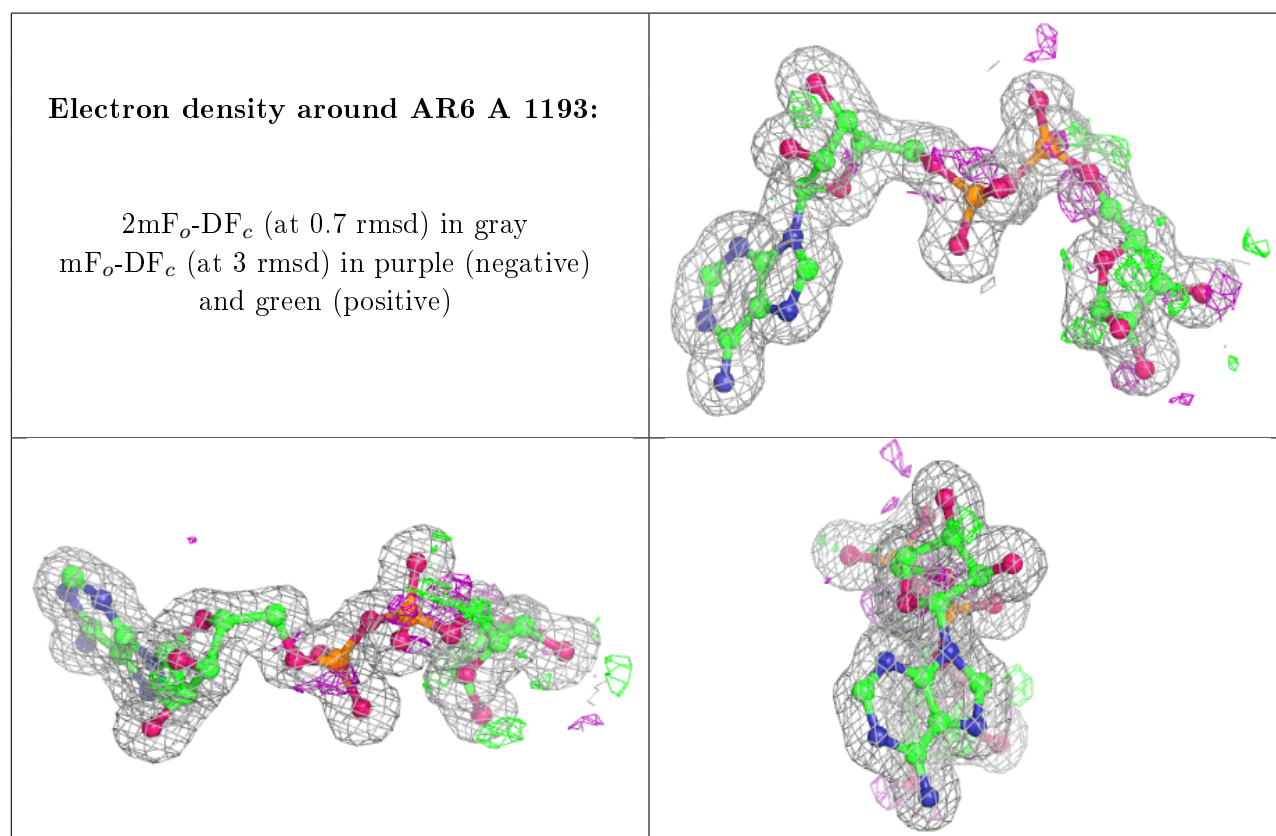 Electron density around AR6 A 1193:
2mFₒ-DF𝒸 (at 0.7 rmsd) in gray
mFₒ-DF𝒸 (at 3 rmsd) in purple (negative)
and green (positive)